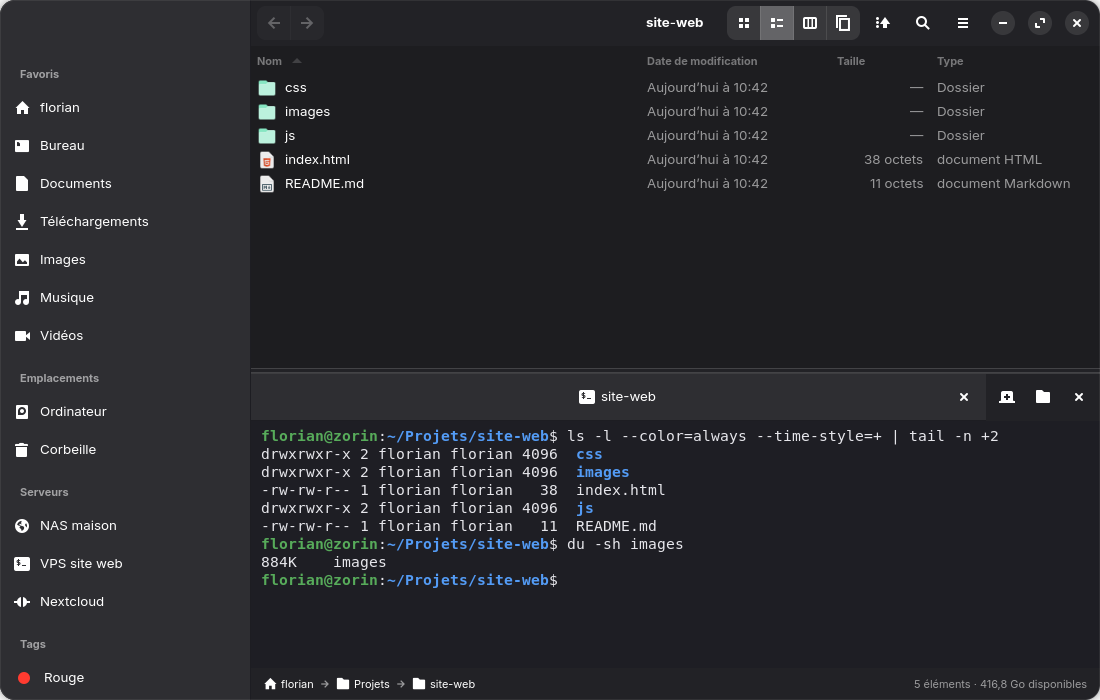 site-web
Favoris
florian
Bureau
Documents
Téléchargements
Images
Musique
Vidéos
Emplacements
Ordinateur
Corbeille
Serveurs
NAS maison
VPS site web
Nextcloud
Tags
Rouge
Nom Date de modification Taille Type
css Aujourd’hui à 10:42 — Dossier
images Aujourd’hui à 10:42 — Dossier
js Aujourd’hui à 10:42 — Dossier
index.html Aujourd’hui à 10:42 38 octets document HTML
README.md Aujourd’hui à 10:42 11 octets document Markdown
site-web
florian@zorin:~/Projets/site-web$ ls -l --color=always --time-style=+ | tail -n +2
drwxrwxr-x 2 florian florian 4096  css
drwxrwxr-x 2 florian florian 4096  images
-rw-rw-r-- 1 florian florian   38  index.html
drwxrwxr-x 2 florian florian 4096  js
-rw-rw-r-- 1 florian florian   11  README.md
florian@zorin:~/Projets/site-web$ du -sh images
884K    images
florian@zorin:~/Projets/site-web$
florian → Projets → site-web
5 éléments · 416,8 Go disponibles